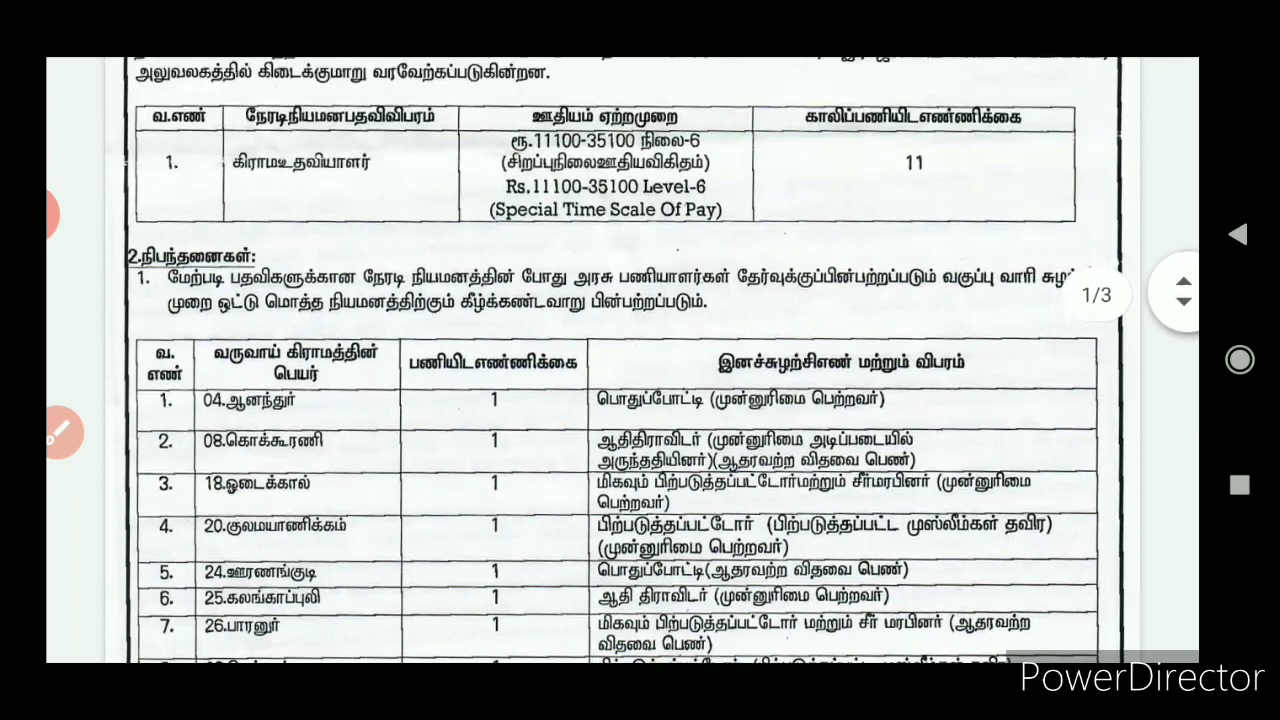 அலுவலகத்தில் கிடைக்குமாறு வரவேற்கப்படுகின்றன.
வ.எண் நேரடிநியமனபதவிவிபரம் ஊதியம் ஏற்றமுறை காலிப்பணியிடஎண்ணிக்கை
ரூ.11100-35100 நிலை-6
1. கிராமஉதவியாளர் (சிறப்புநிலைஊதியவிகிதம்) 11
Rs.11100-35100 Level-6
(Special Time Scale Of Pay)
2.நிபந்தனைகள்:
1. மேற்படி பதவிகளுக்கான நேரடி நியமனத்தின் போது அரசு பணியாளர்கள் தேர்வுக்குப்பின்பற்றப்படும் வகுப்பு வாரி
முறை ஒட்டு மொத்த நியமனத்திற்கும் கீழ்க்கண்டவாறு பின்பற்றப்படும்.
1/3
வ. எண் வருவாய் கிராமத்தின் பெயர் பணியிடஎண்ணிக்கை இனச்சுழற்சிஎண் மற்றும் விபரம்
1. 04.ஆனந்தூர் 1 பொதுப்போட்டி (முன்னுரிமை பெற்றவர்)
2. 08.கொக்கூரணி 1 ஆதிதிராவிடர் (முன்னுரிமை அடிப்படையில்
அருந்ததியினர்)(ஆதரவற்ற விதவை பெண்)
3. 18.ஓடைக்கால் 1 மிகவும் பிற்படுத்தப்பட்டோர்மற்றும் சீர்மரபினர் (முன்னுரிமை
பெற்றவர்)
4. 20.குலமயாணிக்கம் 1 பிற்படுத்தப்பட்டோர் (பிற்படுத்தப்பட்ட முஸ்லீம்கள் தவிர)
(முன்னுரிமை பெற்றவர்)
5. 24.ஊரணங்குடி 1 பொதுப்போட்டி(ஆதரவற்ற விதவை பெண்)
6. 25.கலங்காப்புலி 1 ஆதி திராவிடர் (முன்னுரிமை பெற்றவர்)
7. 26.பாரனூர் 1 மிகவும் பிற்படுத்தப்பட்டோர் மற்றும் சீர் மரபினர் (ஆதரவற்ற
விதவை பெண்)
PowerDirector